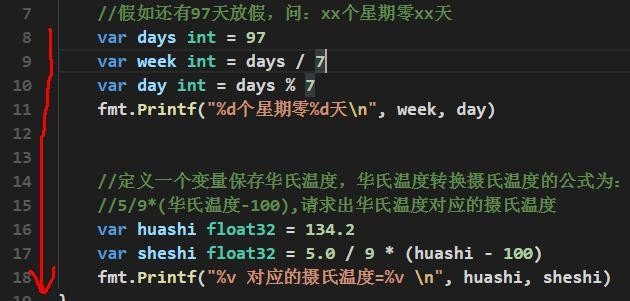 7 //假如还有97天放假，问：xx个星期零xx天
8 var days int = 97
9 var week int = days / 7
10 var day int = days % 7
11 fmt.Printf("%d个星期零%d天\n", week, day)
12
13
14 //定义一个变量保存华氏温度，华氏温度转换摄氏温度的公式为：
15 //5/9*(华氏温度-100),请求出华氏温度对应的摄氏温度
16 var huashi float32 = 134.2
17 var sheshi float32 = 5.0 / 9 * (huashi - 100)
18 fmt.Printf("%v 对应的摄氏温度=%v \n", huashi, sheshi)
19 }